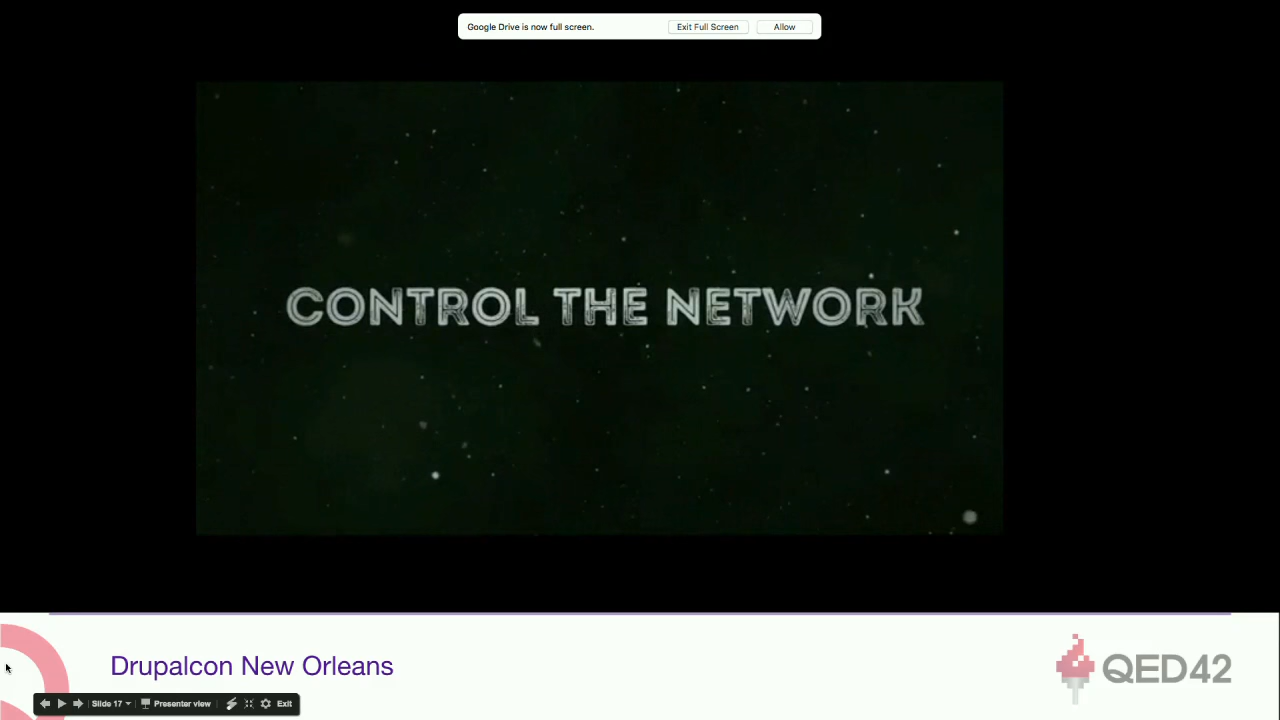 Google Drive is now full screen. Exit Full Screen Allow
CONTROL THE NETWORK
Drupalcon New Orleans
QED42
Slide 17 Presenter view Exit